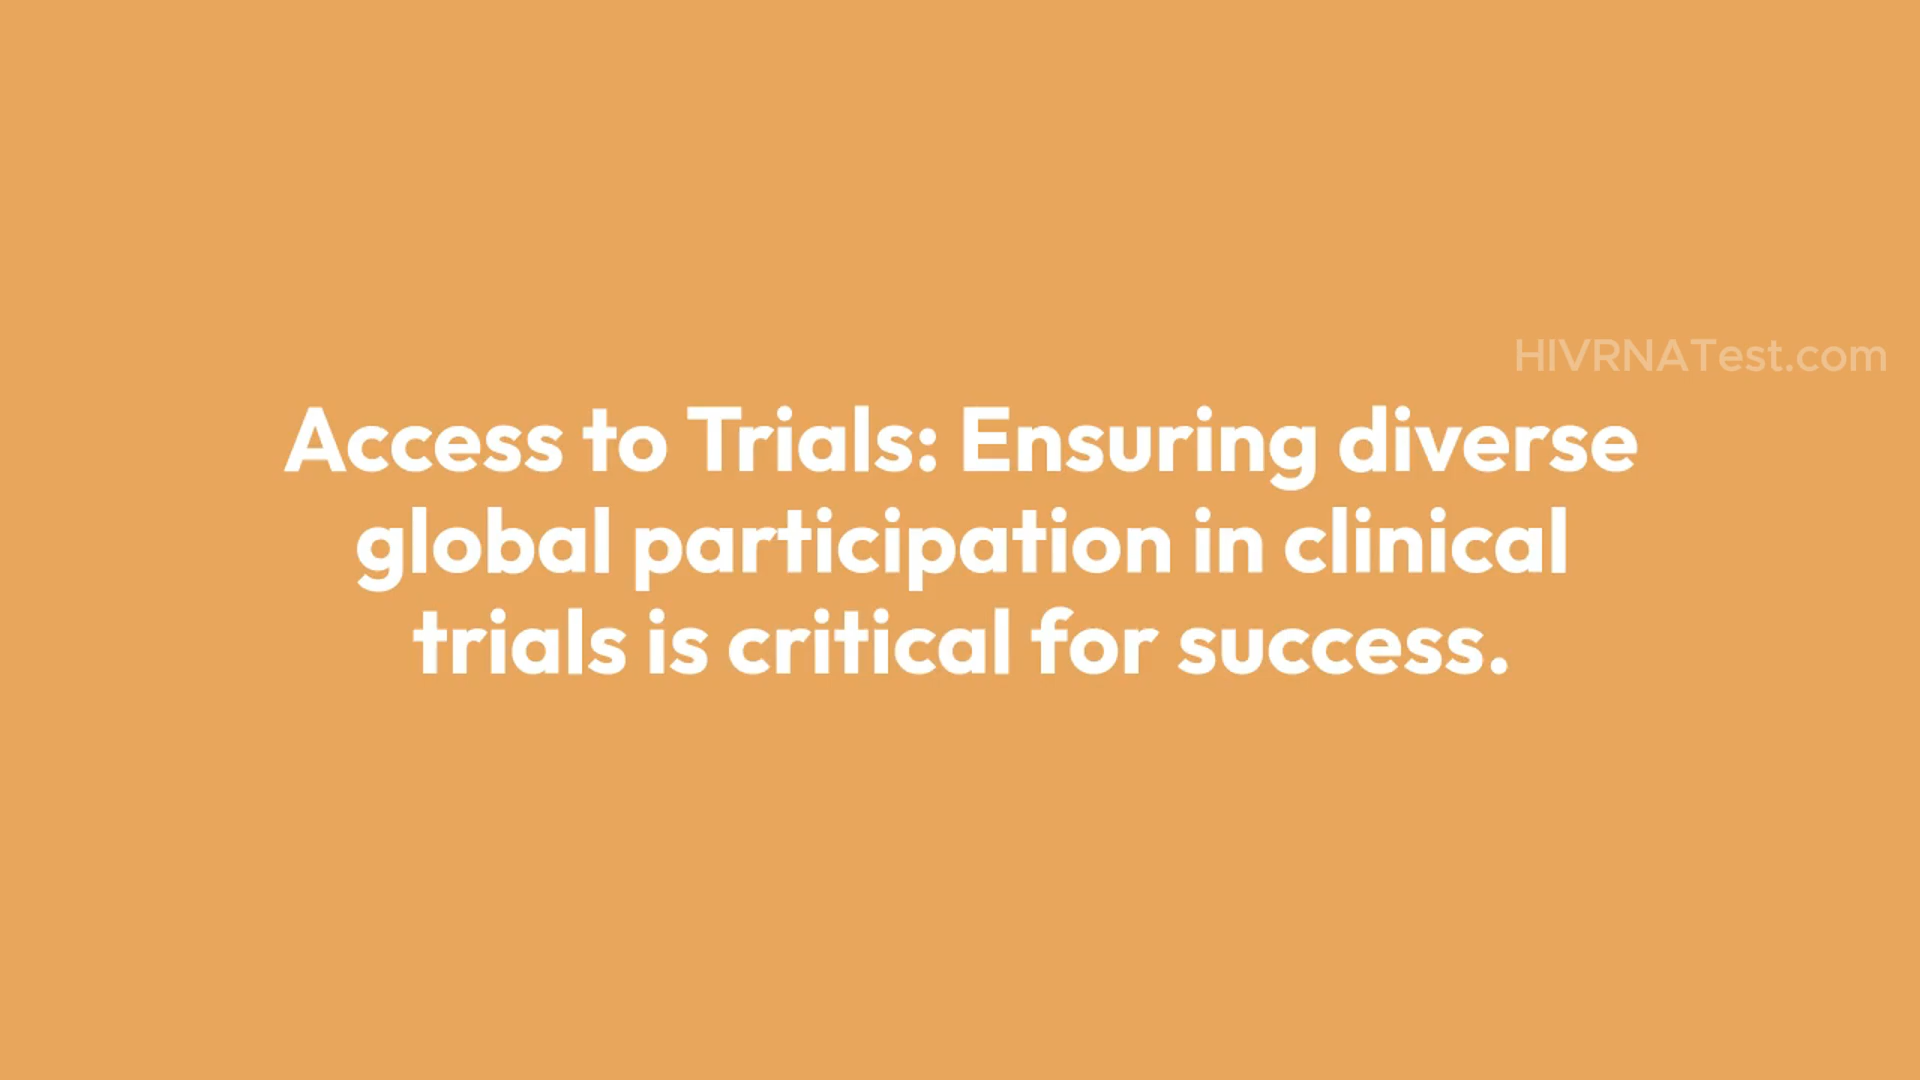 HIVRNATest.com
Access to Trials: Ensuring diverse
global participation in clinical
trials is critical for success.